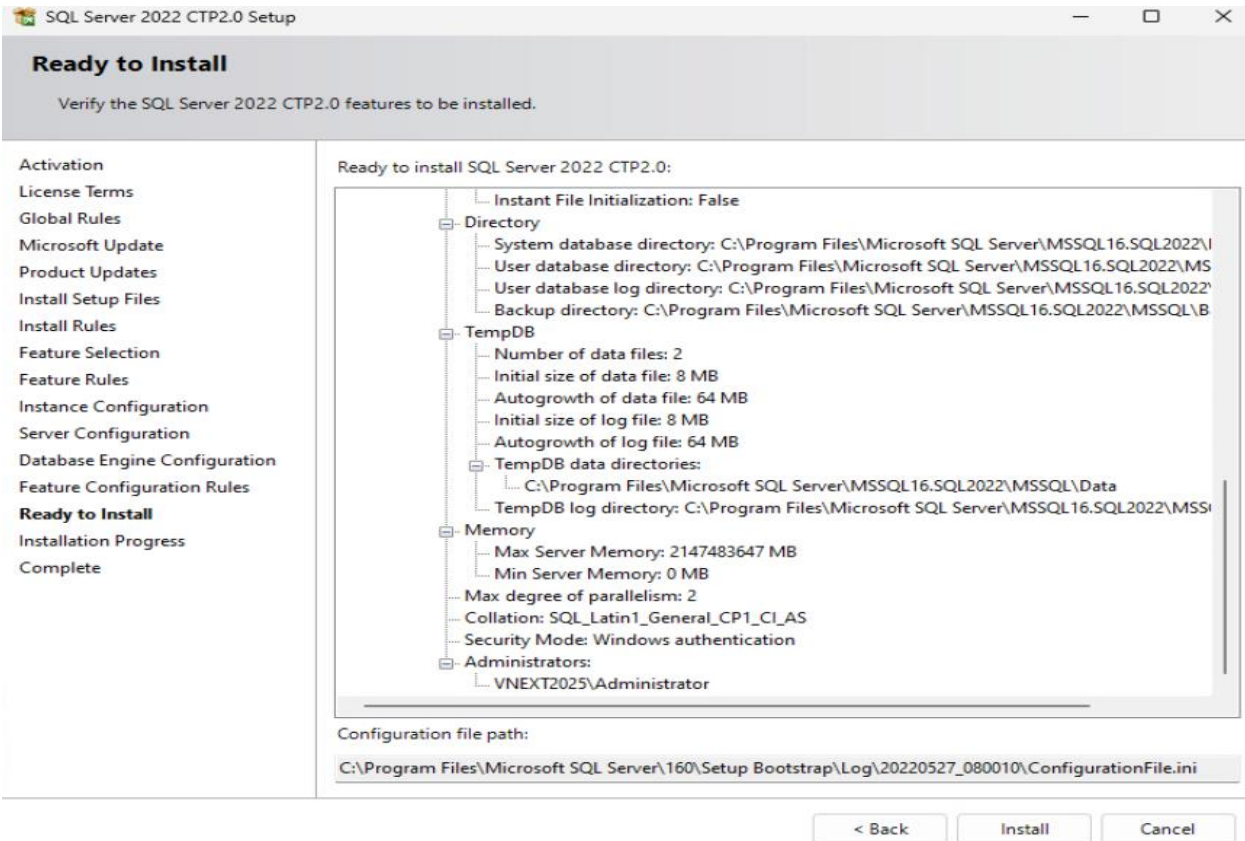 SQL Server 2022 CTP2.0 Setup
Ready to Install
Verify the SQL Server 2022 CTP2.0 features to be installed.
Activation
License Terms
Global Rules
Microsoft Update
Product Updates
Install Setup Files
Install Rules
Feature Selection
Feature Rules
Instance Configuration
Server Configuration
Database Engine Configuration
Feature Configuration Rules
Ready to Install
Installation Progress
Complete
Ready to install SQL Server 2022 CTP2.0:
Instant File Initialization: False
Directory
System database directory: C:\Program Files\Microsoft SQL Server\MSSQL16.SQL2022\
User database directory: C:\Program Files\Microsoft SQL Server\MSSQL16.SQL2022\MS
User database log directory: C:\Program Files\Microsoft SQL Server\MSSQL16.SQL2022\
Backup directory: C:\Program Files\Microsoft SQL Server\MSSQL16.SQL2022\MSSQL\B
TempDB
Number of data files: 2
Initial size of data file: 8 MB
Autogrowth of data file: 64 MB
Initial size of log file: 8 MB
Autogrowth of log file: 64 MB
TempDB data directories:
C:\Program Files\Microsoft SQL Server\MSSQL16.SQL2022\MSSQL\Data
TempDB log directory: C:\Program Files\Microsoft SQL Server\MSSQL16.SQL2022\MSS
Memory
Max Server Memory: 2147483647 MB
Min Server Memory: 0 MB
Max degree of parallelism: 2
Collation: SQL_Latin1_General_CP1_CI_AS
Security Mode: Windows authentication
Administrators:
VNEXT2025\Administrator
Configuration file path:
C:\Program Files\Microsoft SQL Server\160\Setup Bootstrap\Log\20220527_080010\ConfigurationFile.ini
< Back
Install
Cancel